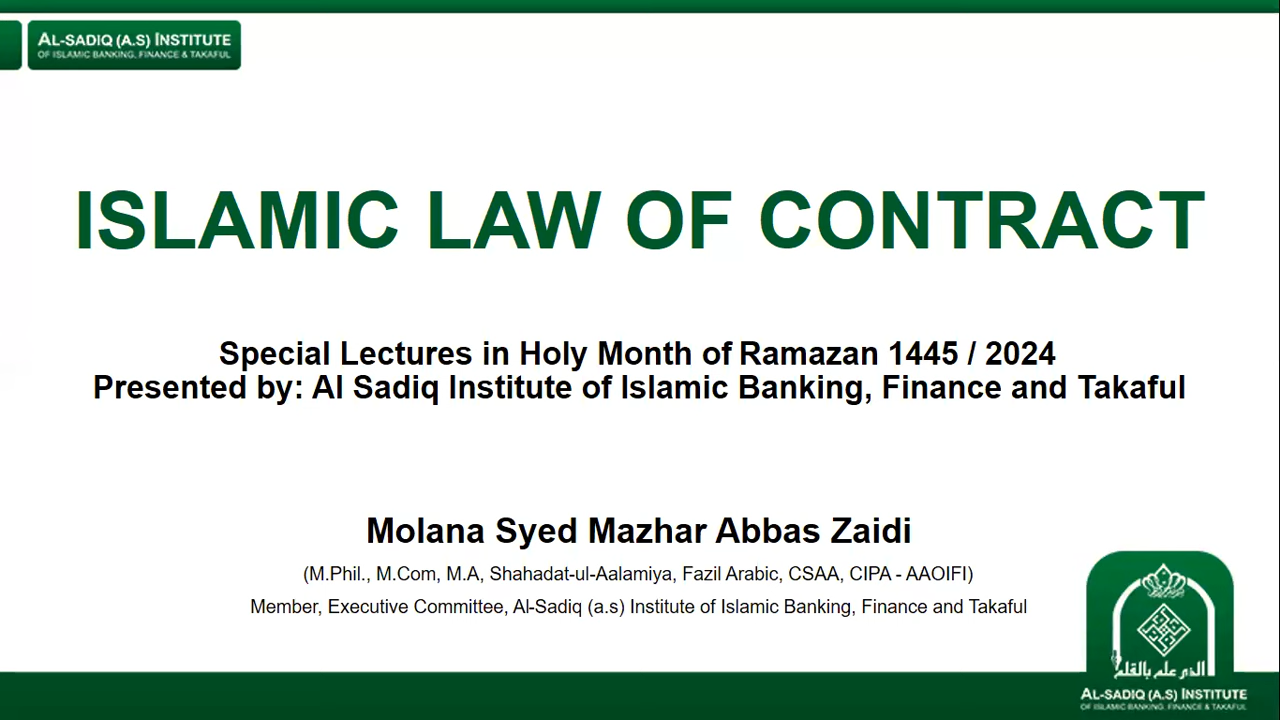 AL-SADIQ (A.S) INSTITUTE
OF ISLAMIC BANKING, FINANCE & TAKAFUL
ISLAMIC LAW OF CONTRACT
Special Lectures in Holy Month of Ramazan 1445 / 2024
Presented by: Al Sadiq Institute of Islamic Banking, Finance and Takaful
Molana Syed Mazhar Abbas Zaidi
(M.Phil., M.Com, M.A, Shahadat-ul-Aalamiya, Fazil Arabic, CSAA, CIPA - AAOIFI)
Member, Executive Committee, Al-Sadiq (a.s) Institute of Islamic Banking, Finance and Takaful
الذي علم بالقلم
AL-SADIQ (A.S) INSTITUTE
OF ISLAMIC BANKING, FINANCE & TAKAFUL